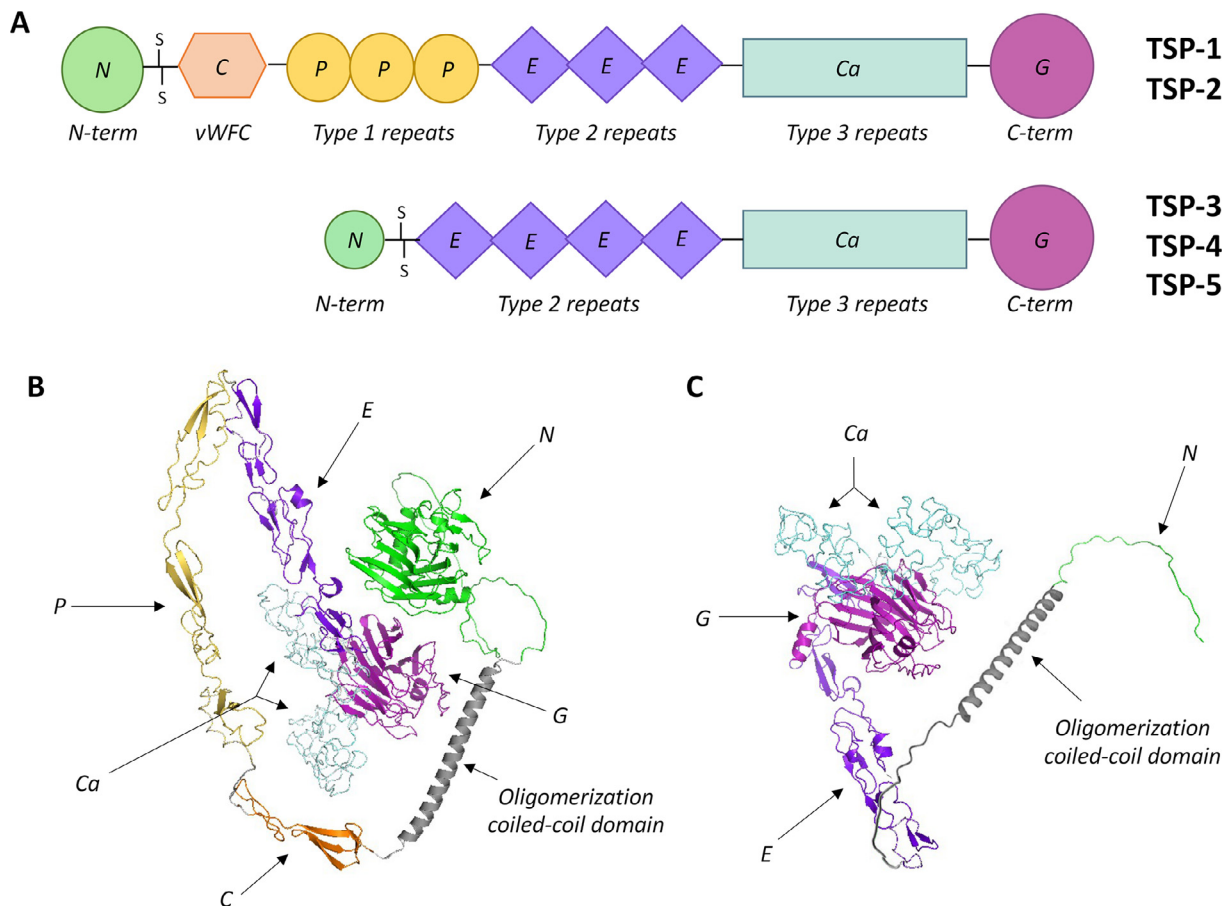 A
S
N C P P P E E E Ca G
S
N-term vWFC Type 1 repeats Type 2 repeats Type 3 repeats C-term
TSP-1
TSP-2
S
N E E E E Ca G
S
N-term Type 2 repeats Type 3 repeats C-term
TSP-3
TSP-4
TSP-5
B
E
N
P
Ca
G
Oligomerization
coiled-coil domain
C
C
Ca
N
G
Oligomerization
coiled-coil domain
E